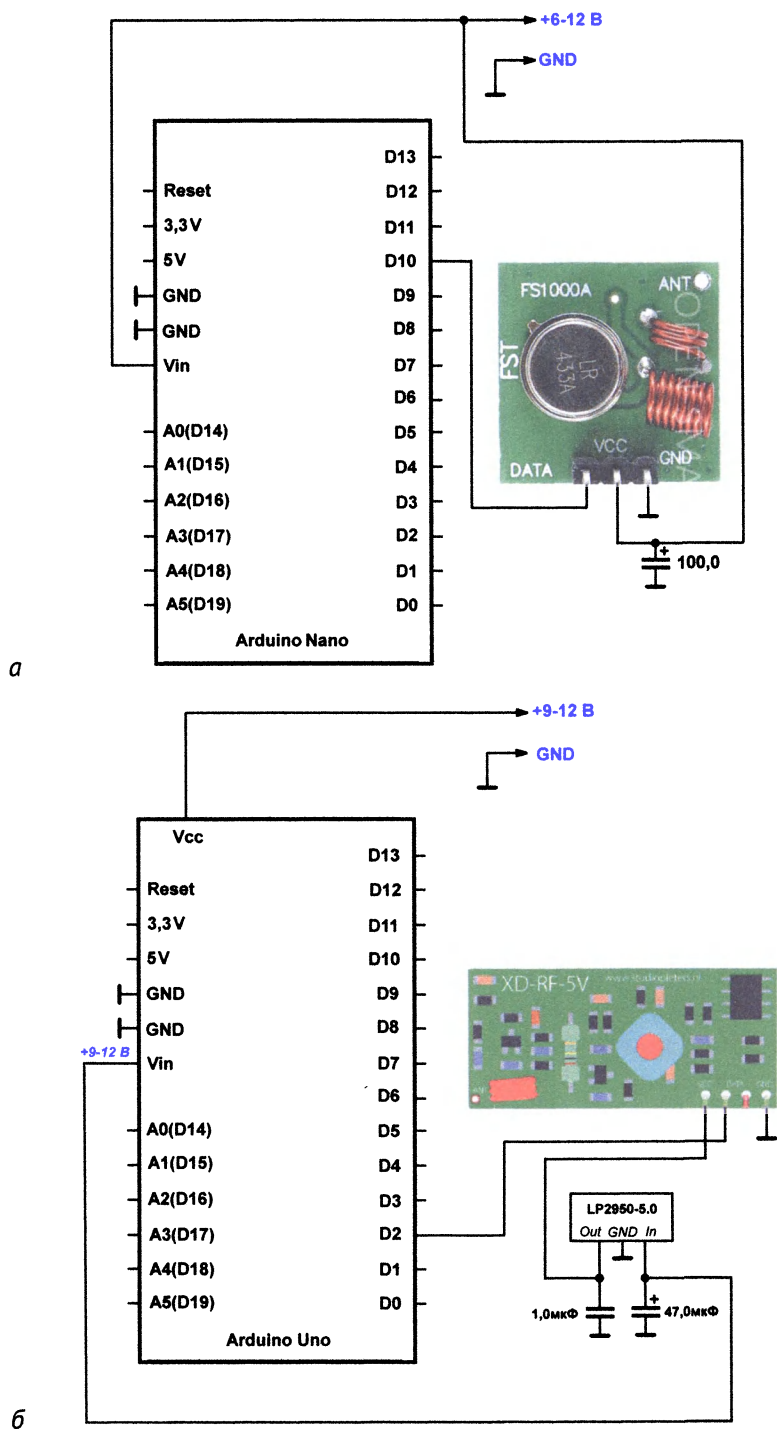 +6-12 В
GND
D13
Reset
D12
3,3V
D11
5V
D10
GND
D9
GND
D8
Vin
D7
D6
A0(D14)
D5
A1(D15)
D4
A2(D16)
D3
A3(D17)
D2
A4(D18)
D1
A5(D19)
D0
Arduino Nano
FS1000A
ANT
FST
LR
433A
VCC
GND
DATA
+
100,0
а
+9-12 В
GND
Vcc
D13
Reset
D12
3,3V
D11
5V
D10
GND
D9
GND
D8
+9-12 В
Vin
D7
D6
A0(D14)
D5
A1(D15)
D4
A2(D16)
D3
A3(D17)
D2
A4(D18)
D1
A5(D19)
D0
Arduino Uno
XD-RF-5V
LP2950-5.0
Out GND In
1,0мкФ
+
47,0мкФ
б